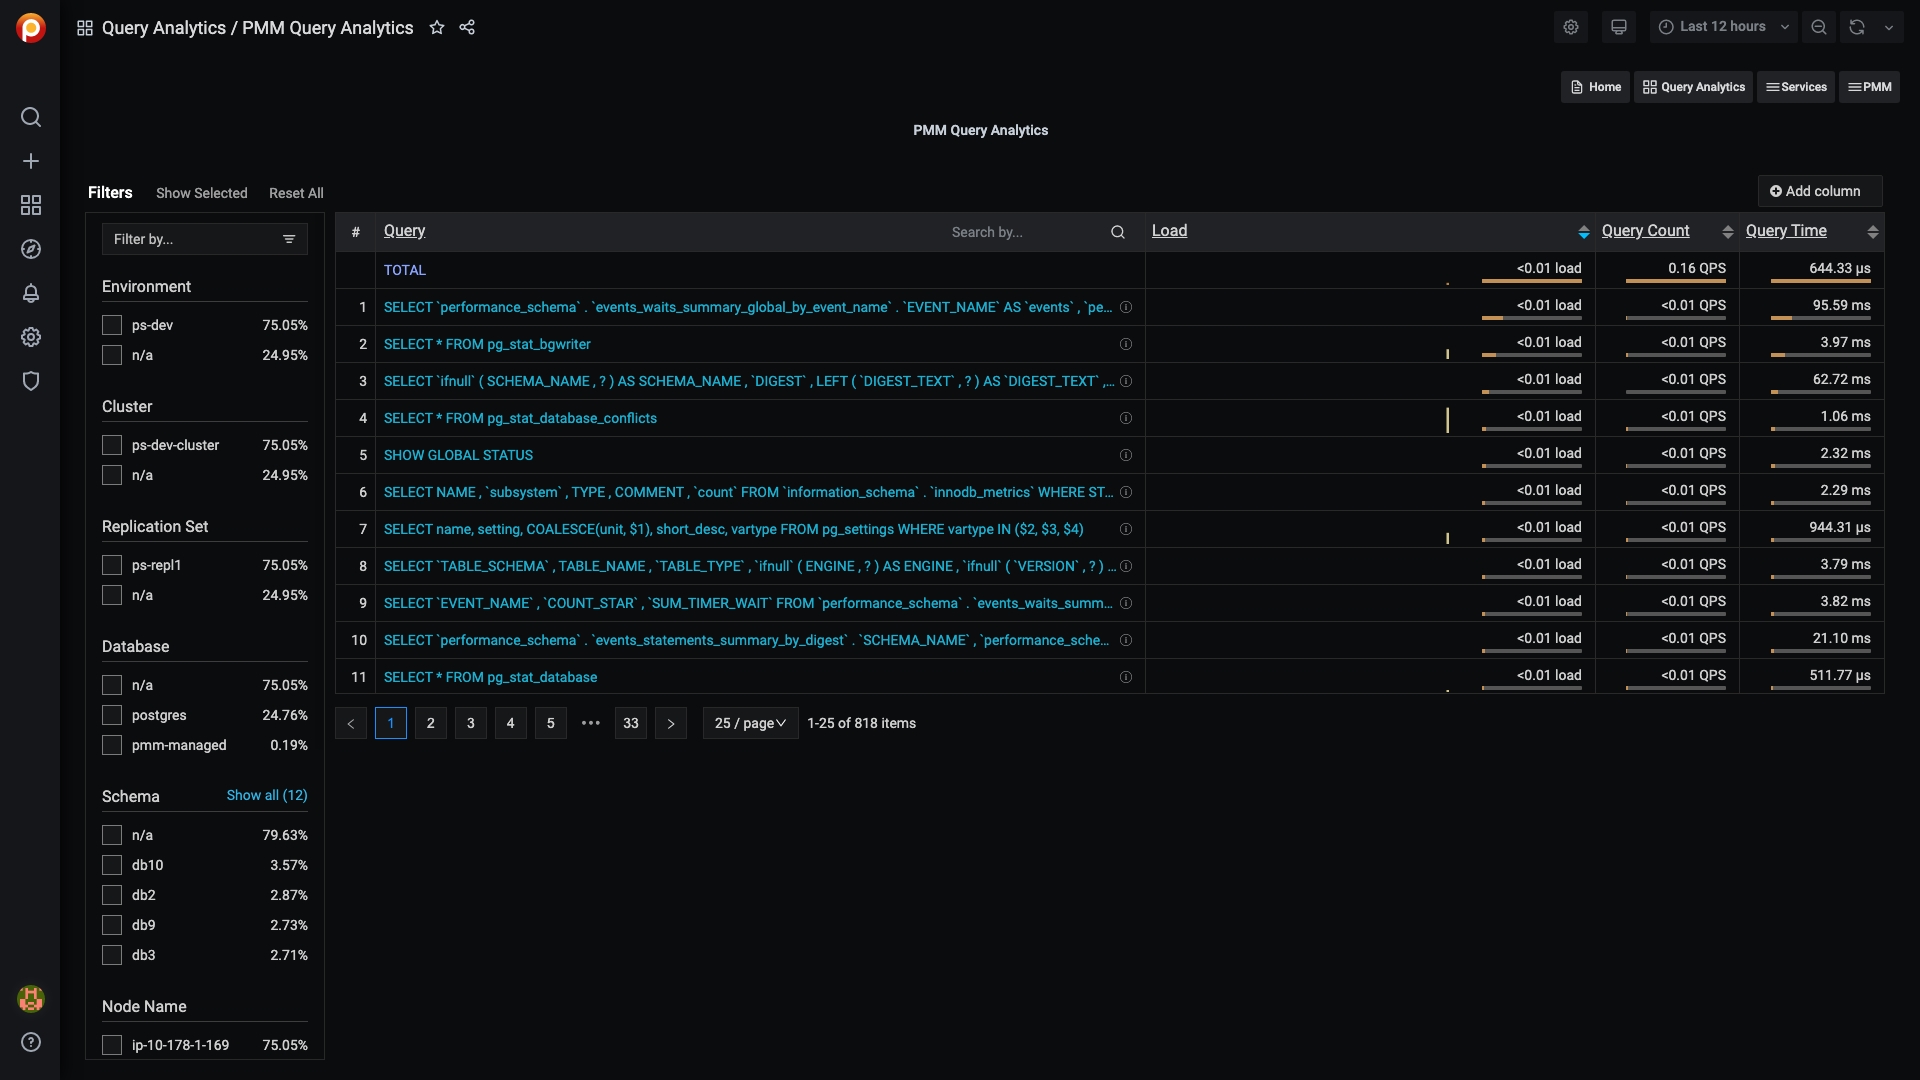 Query Analytics / PMM Query Analytics
Last 12 hours
Home
Query Analytics
Services
PMM
PMM Query Analytics
Filters Show Selected Reset All
Add column
Filter by...
Environment
ps-dev 75.05%
n/a 24.95%
Cluster
ps-dev-cluster 75.05%
n/a 24.95%
Replication Set
ps-repl1 75.05%
n/a 24.95%
Database
n/a 75.05%
postgres 24.76%
pmm-managed 0.19%
Schema Show all (12)
n/a 79.63%
db10 3.57%
db2 2.87%
db9 2.73%
db3 2.71%
Node Name
ip-10-178-1-169 75.05%
# Query Search by... Load Query Count Query Time
TOTAL <0.01 load 0.16 QPS 644.33 µs
1 SELECT `performance_schema` . `events_waits_summary_global_by_event_name` . `EVENT_NAME` AS `events` , `pe... <0.01 load <0.01 QPS 95.59 ms
2 SELECT * FROM pg_stat_bgwriter <0.01 load <0.01 QPS 3.97 ms
3 SELECT `ifnull` ( SCHEMA_NAME , ? ) AS SCHEMA_NAME , `DIGEST` , LEFT ( `DIGEST_TEXT` , ? ) AS `DIGEST_TEXT` ,... <0.01 load <0.01 QPS 62.72 ms
4 SELECT * FROM pg_stat_database_conflicts <0.01 load <0.01 QPS 1.06 ms
5 SHOW GLOBAL STATUS <0.01 load <0.01 QPS 2.32 ms
6 SELECT NAME , `subsystem` , TYPE , COMMENT , `count` FROM `information_schema` . `innodb_metrics` WHERE ST... <0.01 load <0.01 QPS 2.29 ms
7 SELECT name, setting, COALESCE(unit, $1), short_desc, vartype FROM pg_settings WHERE vartype IN ($2, $3, $4) <0.01 load <0.01 QPS 944.31 µs
8 SELECT `TABLE_SCHEMA` , TABLE_NAME , `TABLE_TYPE` , `ifnull` ( ENGINE , ? ) AS ENGINE , `ifnull` ( `VERSION` , ? ) ... <0.01 load <0.01 QPS 3.79 ms
9 SELECT `EVENT_NAME` , `COUNT_STAR` , `SUM_TIMER_WAIT` FROM `performance_schema` . `events_waits_summ... <0.01 load <0.01 QPS 3.82 ms
10 SELECT `performance_schema` . `events_statements_summary_by_digest` . `SCHEMA_NAME` , `performance_sche... <0.01 load <0.01 QPS 21.10 ms
11 SELECT * FROM pg_stat_database <0.01 load <0.01 QPS 511.77 µs
< 1 2 3 4 5 ••• 33 > 25 / page 1-25 of 818 items